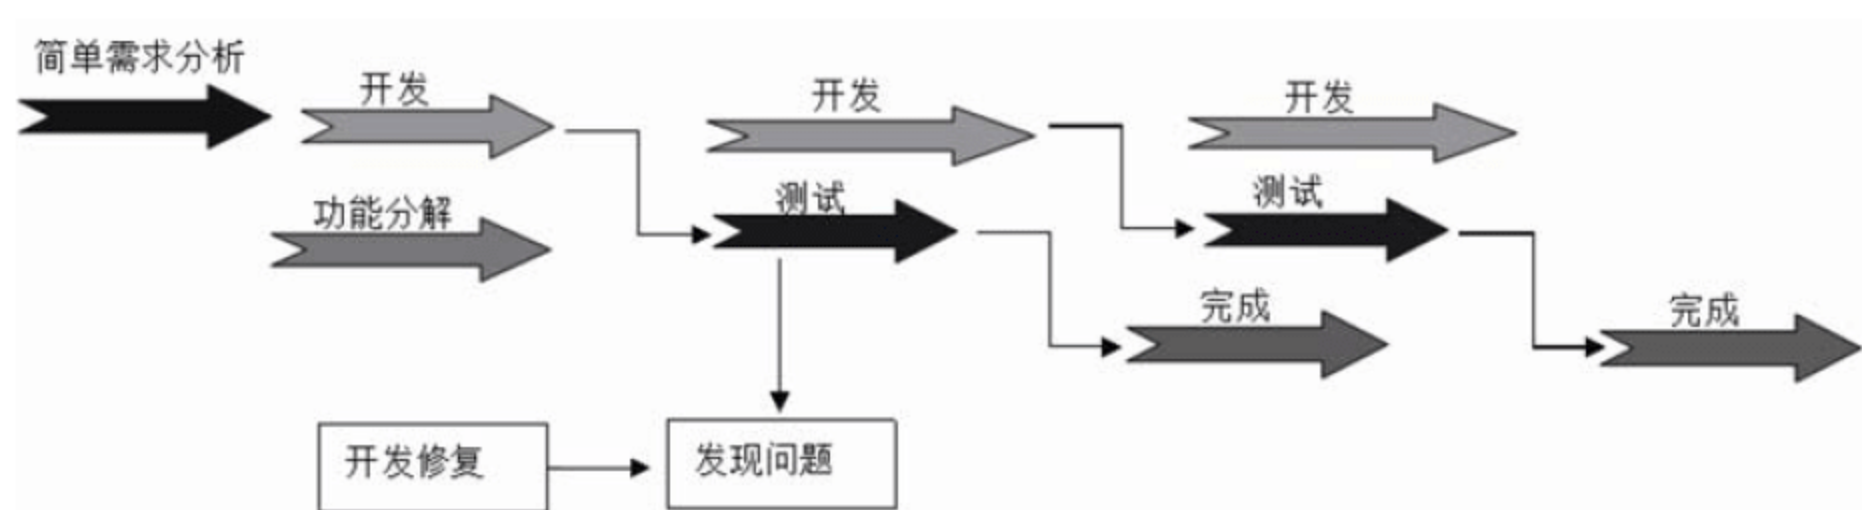 简单需求分析
开发
开发
开发
功能分解
测试
测试
完成
完成
开发修复
发现问题